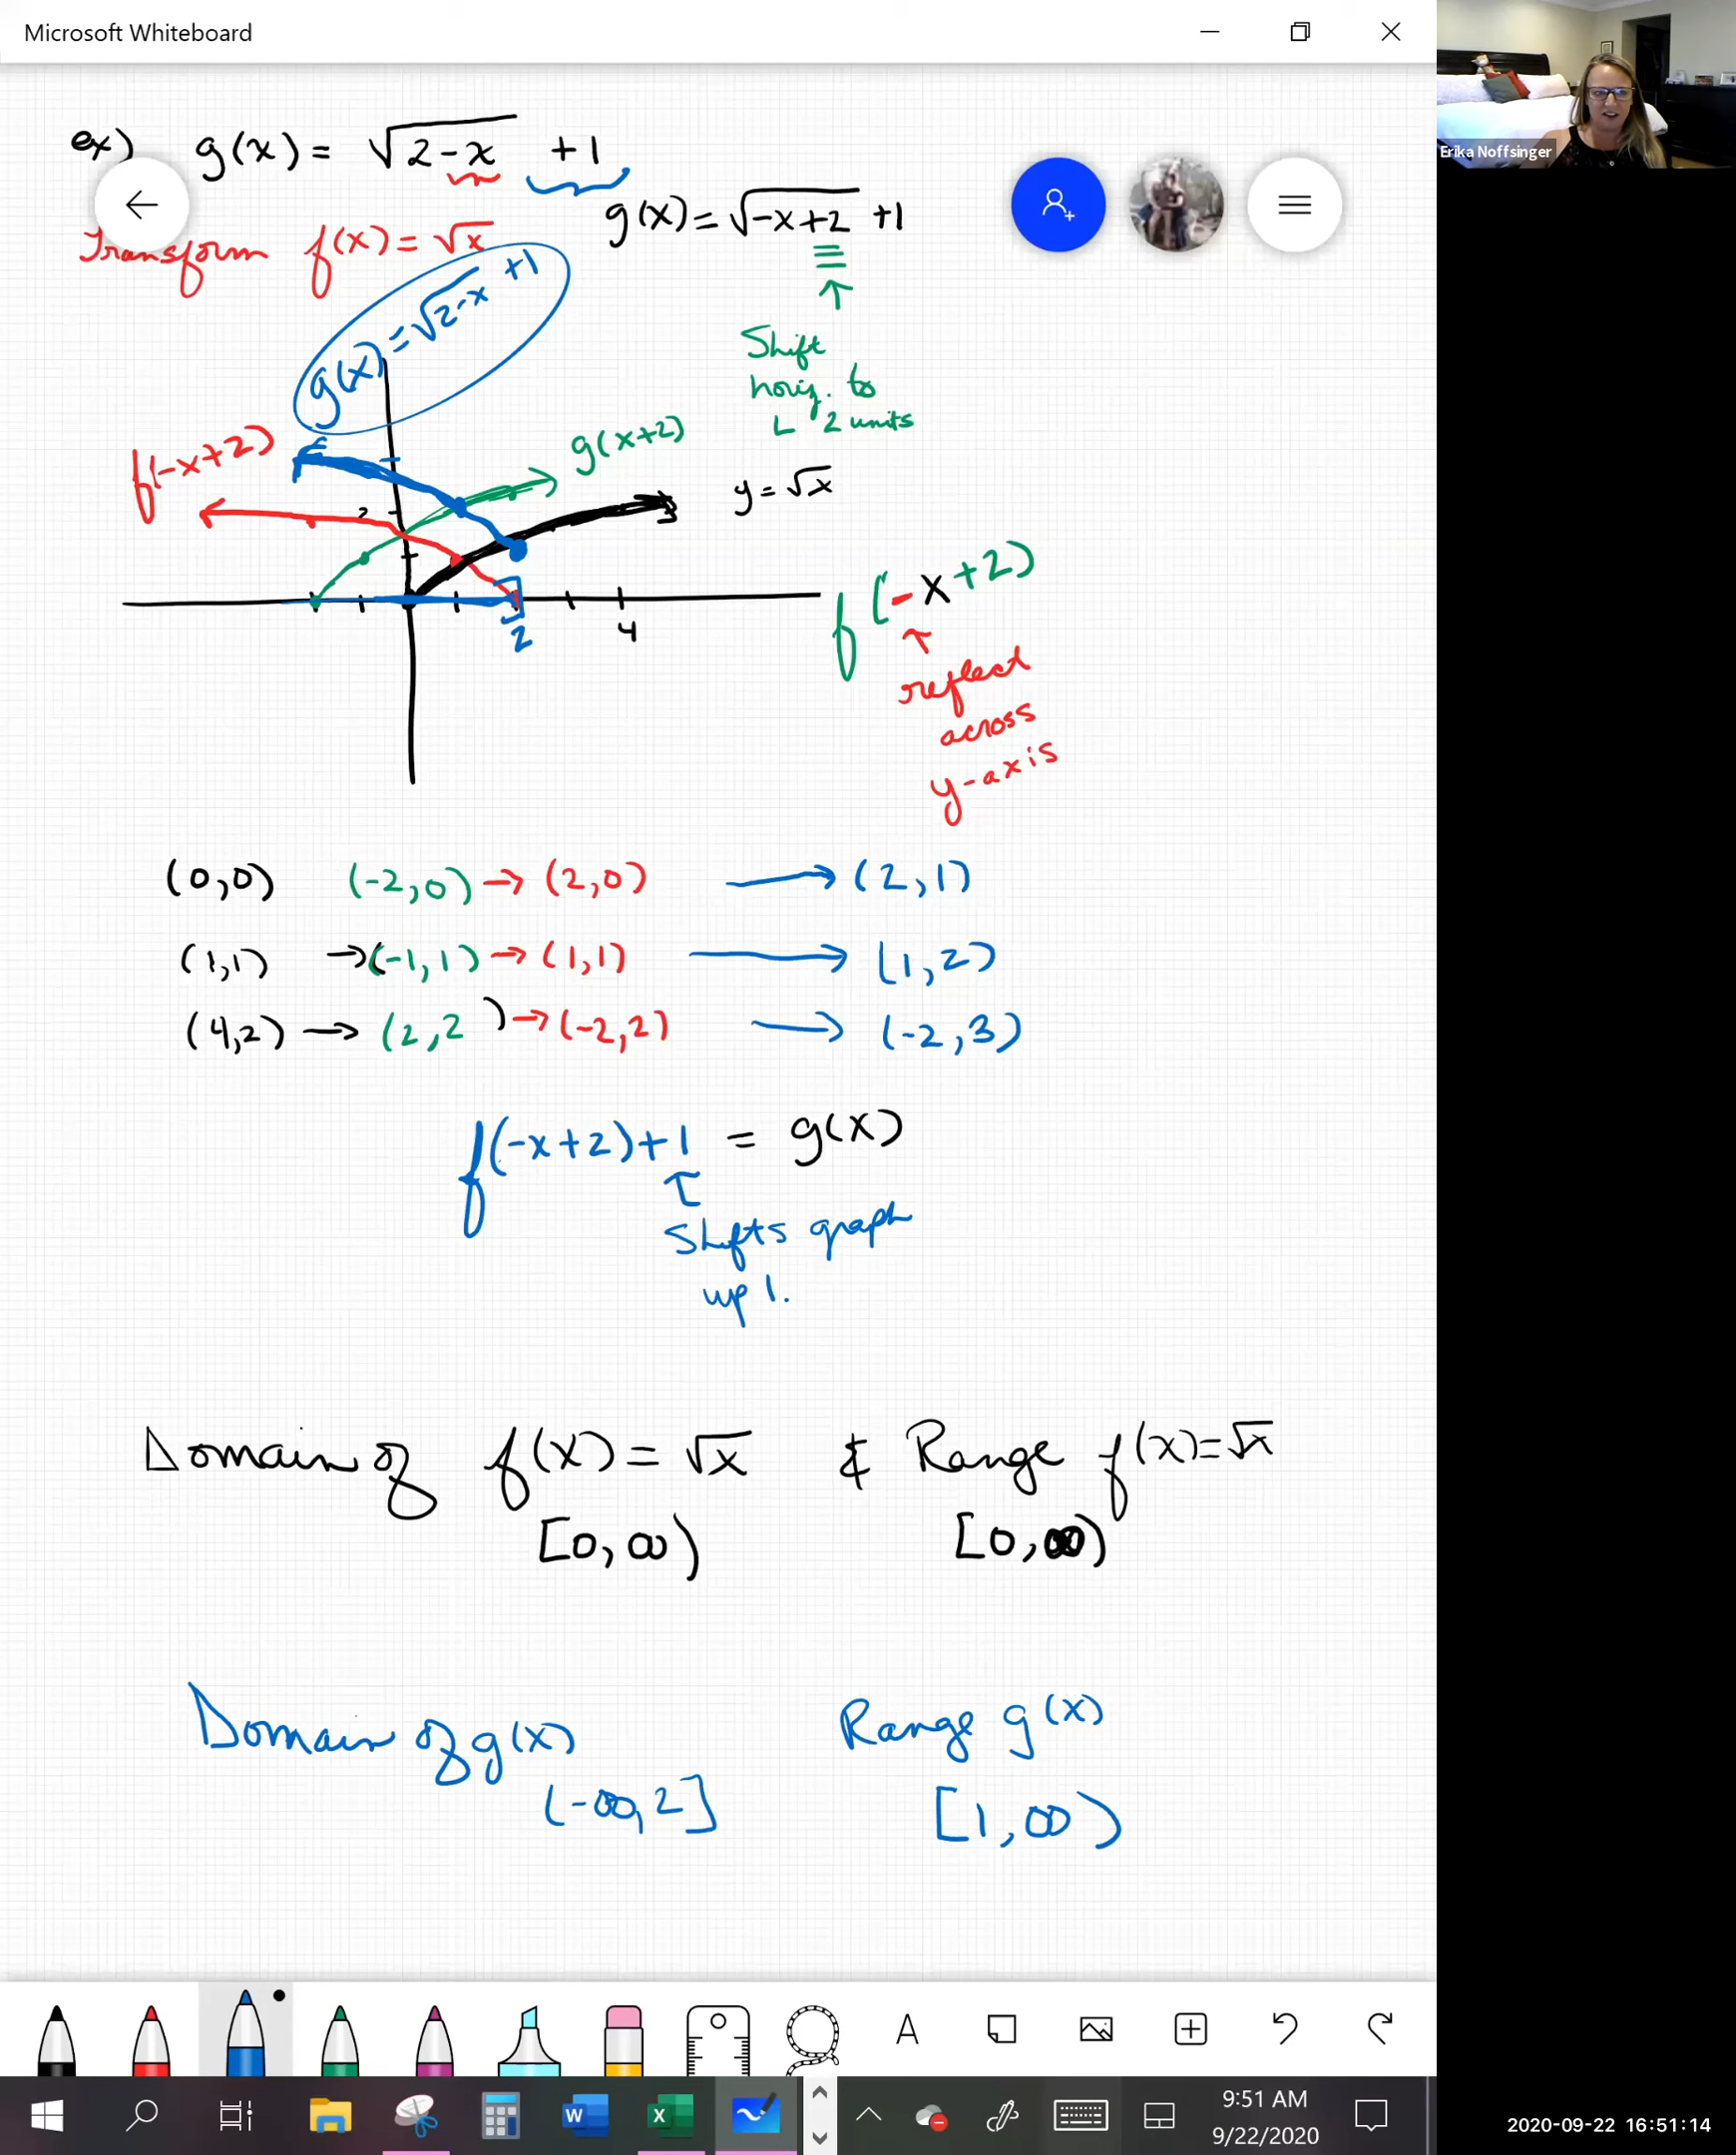 Microsoft Whiteboard
Erika Noffsinger
ex) g(x) = √2-x +1
g(x) = √-x+2 +1
Transform f(x) = √x
g(x) = √2-x +1
Shift
horiz. to
L 2 units
f(-x+2)
g(x+2)
y = √x
2
2
4
f(-x+2)
reflect
across
y-axis
(0,0) (-2,0) → (2,0) → (2,1)
(1,1) → (-1,1) → (1,1) → (1,2)
(4,2) → (2,2) → (-2,2) → (-2,3)
f(-x+2)+1 = g(x)
Shifts graph
up 1.
Domain of f(x) = √x & Range f(x)=√x
[0,∞) [0,∞)
Domain of g(x) Range g(x)
(-∞,2] [1,∞)
A
W
X
9:51 AM
9/22/2020
2020-09-22 16:51:14